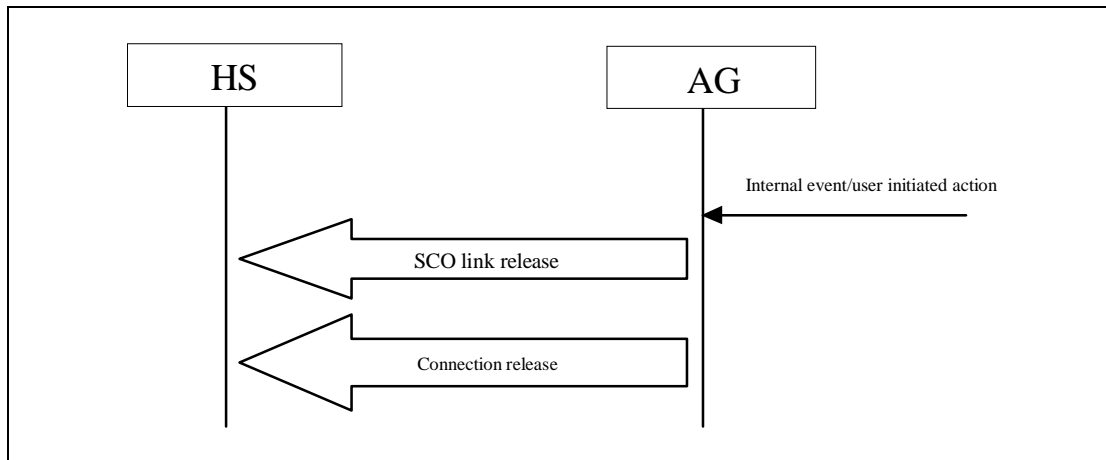 HS
AG
Internal event/user initiated action
SCO link release
Connection release